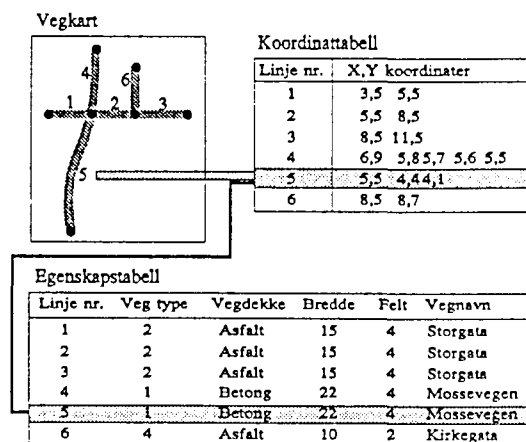 Vegkart
4
6
1 2 3
5
Koordinattabell
Linje nr. X,Y koordinater
1 3,5 5,5
2 5,5 8,5
3 8,5 11,5
4 6,9 5,85,7 5,6 5,5
5 5,5 4,44,1
6 8,5 8,7
Egenskapstabell
Linje nr. Veg type Vegdekke Bredde Felt Vegnavn
1 2 Asfalt 15 4 Storgata
2 2 Asfalt 15 4 Storgata
3 2 Asfalt 15 4 Storgata
4 1 Betong 22 4 Mossevegen
5 1 Betong 22 4 Mossevegen
6 4 Asfalt 10 2 Kirkegata